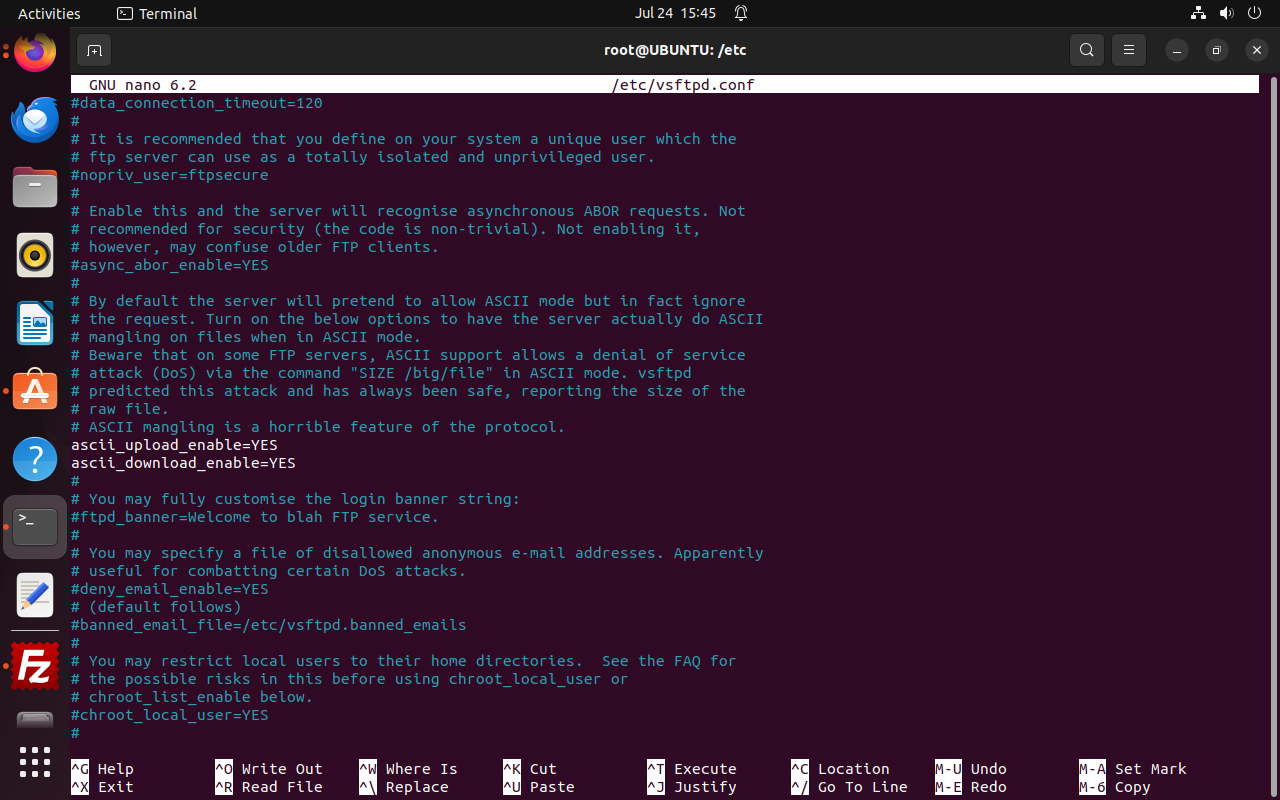 Activities Terminal Jul 24 15:45
root@UBUNTU: /etc
GNU nano 6.2 /etc/vsftpd.conf
#data_connection_timeout=120
#
# It is recommended that you define on your system a unique user which the
# ftp server can use as a totally isolated and unprivileged user.
#nopriv_user=ftpsecure
#
# Enable this and the server will recognise asynchronous ABOR requests. Not
# recommended for security (the code is non-trivial). Not enabling it,
# however, may confuse older FTP clients.
#async_abor_enable=YES
#
# By default the server will pretend to allow ASCII mode but in fact ignore
# the request. Turn on the below options to have the server actually do ASCII
# mangling on files when in ASCII mode.
# Beware that on some FTP servers, ASCII support allows a denial of service
# attack (DoS) via the command "SIZE /big/file" in ASCII mode. vsftpd
# predicted this attack and has always been safe, reporting the size of the
# raw file.
# ASCII mangling is a horrible feature of the protocol.
ascii_upload_enable=YES
ascii_download_enable=YES
#
# You may fully customise the login banner string:
#ftpd_banner=Welcome to blah FTP service.
#
# You may specify a file of disallowed anonymous e-mail addresses. Apparently
# useful for combatting certain DoS attacks.
#deny_email_enable=YES
# (default follows)
#banned_email_file=/etc/vsftpd.banned_emails
#
# You may restrict local users to their home directories.  See the FAQ for
# the possible risks in this before using chroot_local_user or
# chroot_list_enable below.
#chroot_local_user=YES
#
^G Help ^O Write Out ^W Where Is ^K Cut ^T Execute ^C Location M-U Undo M-A Set Mark
^X Exit ^R Read File ^\ Replace ^U Paste ^J Justify ^/ Go To Line M-E Redo M-6 Copy